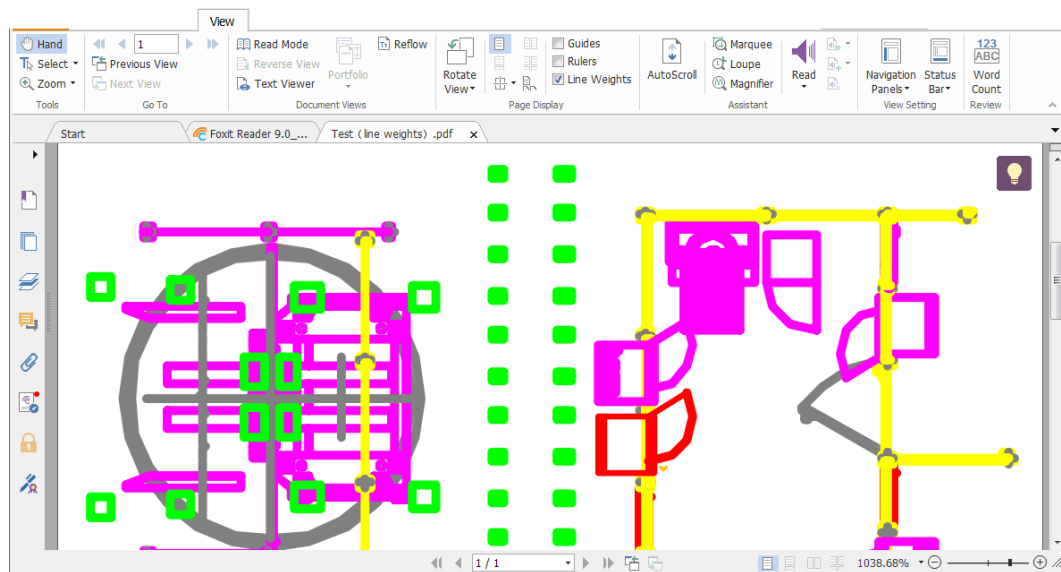 View
Hand
Select
Zoom
Tools
1
Previous View
Next View
Go To
Read Mode
Reverse View
Text Viewer
Portfolio
Reflow
Document Views
Rotate
View
Guides
Rulers
Line Weights
Page Display
AutoScroll
Marquee
Loupe
Magnifier
Assistant
Read
Navigation
Panels
Status
Bar
View Setting
123
ABC
Word
Count
Review
Start
Foxit Reader 9.0_...
Test (line weights) .pdf
1 / 1
1038.68%